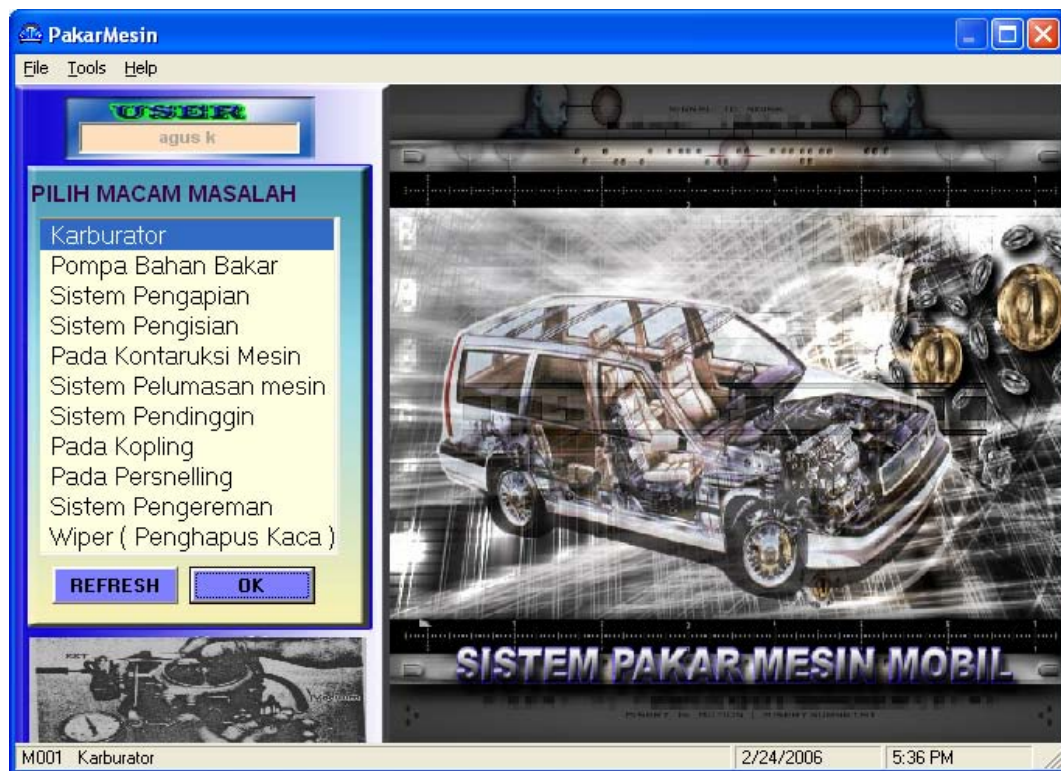 PakarMesin
File Tools Help
USER
agus k
PILIH MACAM MASALAH
Karburator
Pompa Bahan Bakar
Sistem Pengapian
Sistem Pengisian
Pada Kontaruksi Mesin
Sistem Pelumasan mesin
Sistem Pendinggin
Pada Kopling
Pada Persnelling
Sistem Pengereman
Wiper ( Penghapus Kaca )
REFRESH OK
SISTEM PAKAR MESIN MOBIL
M001 Karburator 2/24/2006 5:36 PM